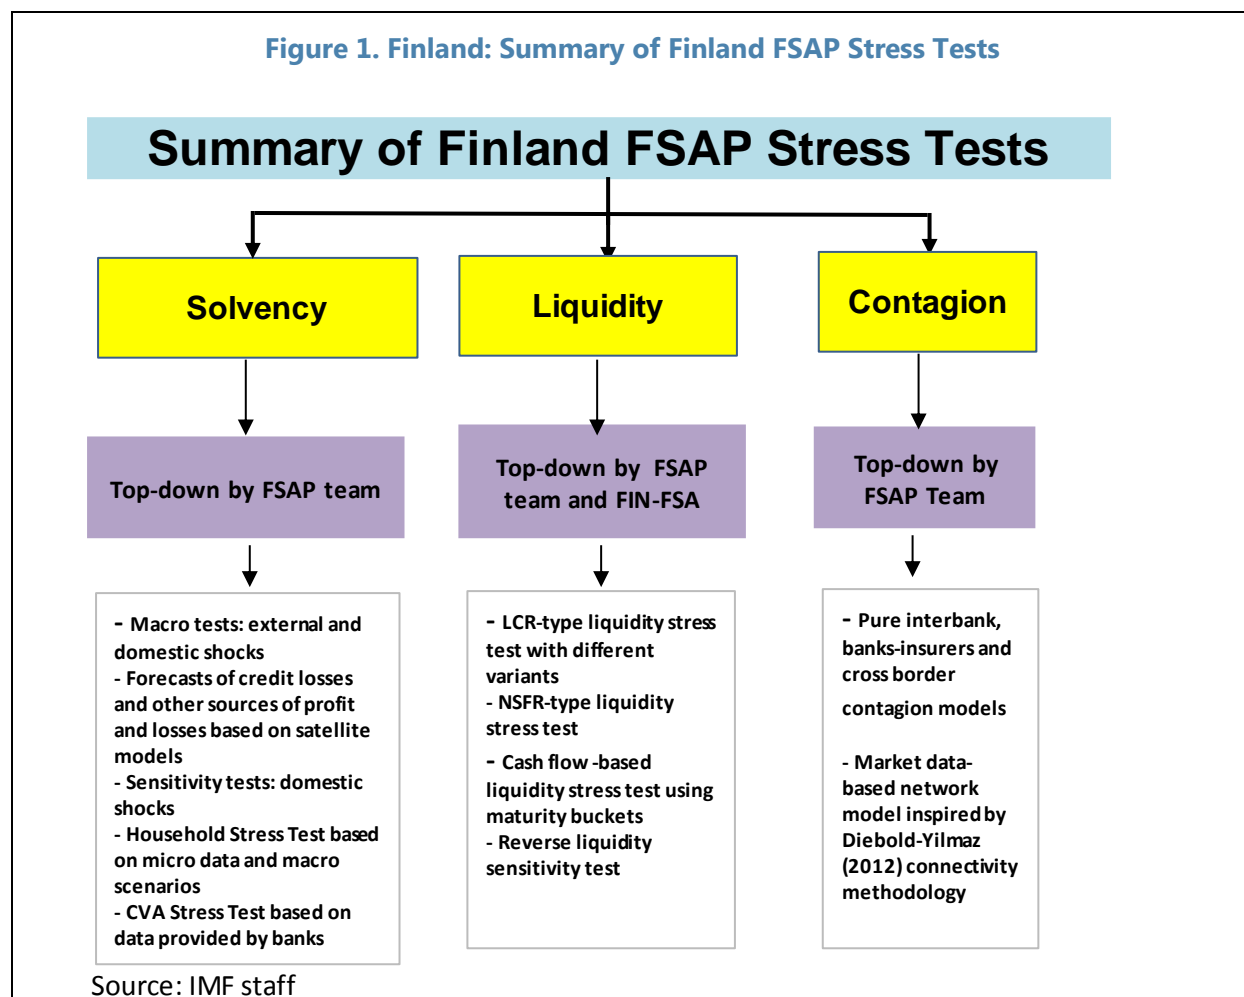 Figure 1. Finland: Summary of Finland FSAP Stress Tests
Summary of Finland FSAP Stress Tests
Solvency
Liquidity
Contagion
Top-down by FSAP team
Top-down by FSAP
team and FIN-FSA
Top-down by
FSAP Team
- Macro tests: external and
domestic shocks
- Forecasts of credit losses
and other sources of profit
and losses based on satellite
models
- Sensitivity tests: domestic
shocks
- Household Stress Test based
on micro data and macro
scenarios
- CVA Stress Test based on
data provided by banks
- LCR-type liquidity stress
test with different
variants
- NSFR-type liquidity
stress test
- Cash flow -based
liquidity stress test using
maturity buckets
- Reverse liquidity
sensitivity test
- Pure interbank,
banks-insurers and
cross border
contagion models
- Market data-
based network
model inspired by
Diebold-Yilmaz
(2012) connectivity
methodology
Source: IMF staff